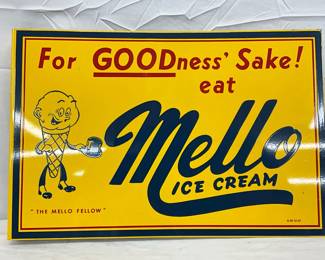 For GOODness' Sake!
eat
Mello
ICE CREAM
"THE MELLO FELLOW"